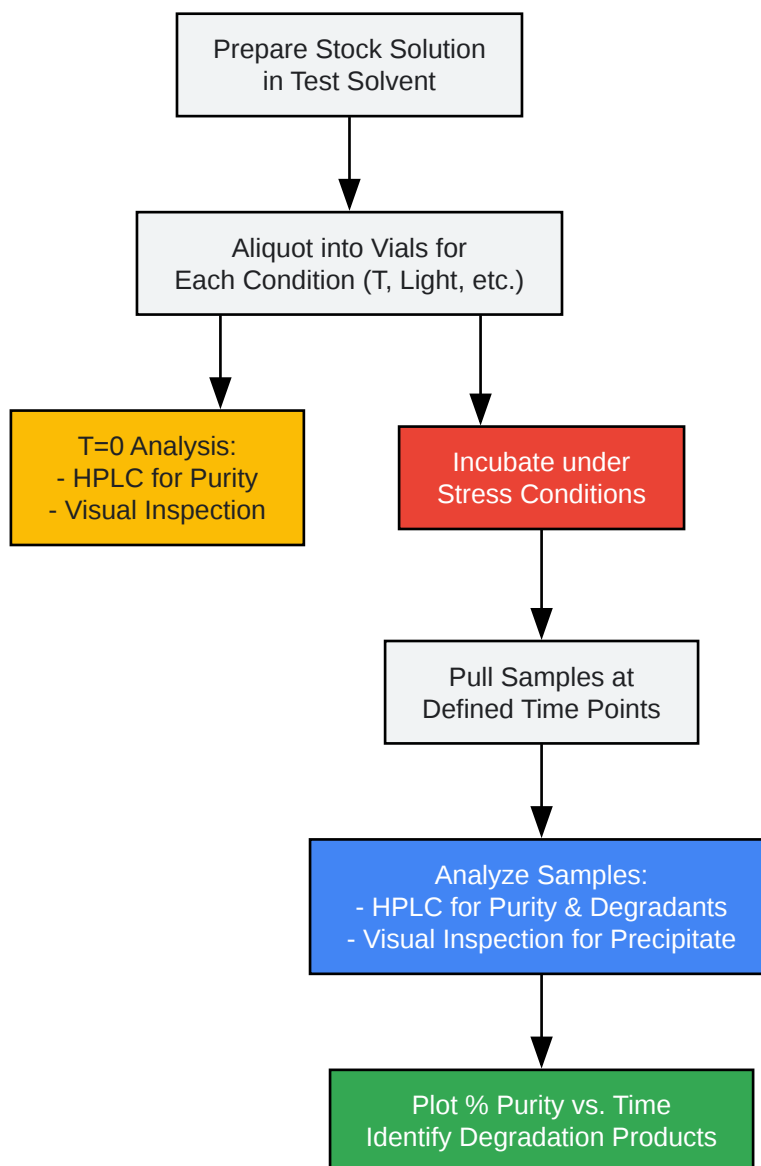 Prepare Stock Solution
in Test Solvent
Aliquot into Vials for
Each Condition (T, Light, etc.)
T=0 Analysis:
- HPLC for Purity
- Visual Inspection
Incubate under
Stress Conditions
Pull Samples at
Defined Time Points
Analyze Samples:
- HPLC for Purity & Degradants
- Visual Inspection for Precipitate
Plot % Purity vs. Time
Identify Degradation Products